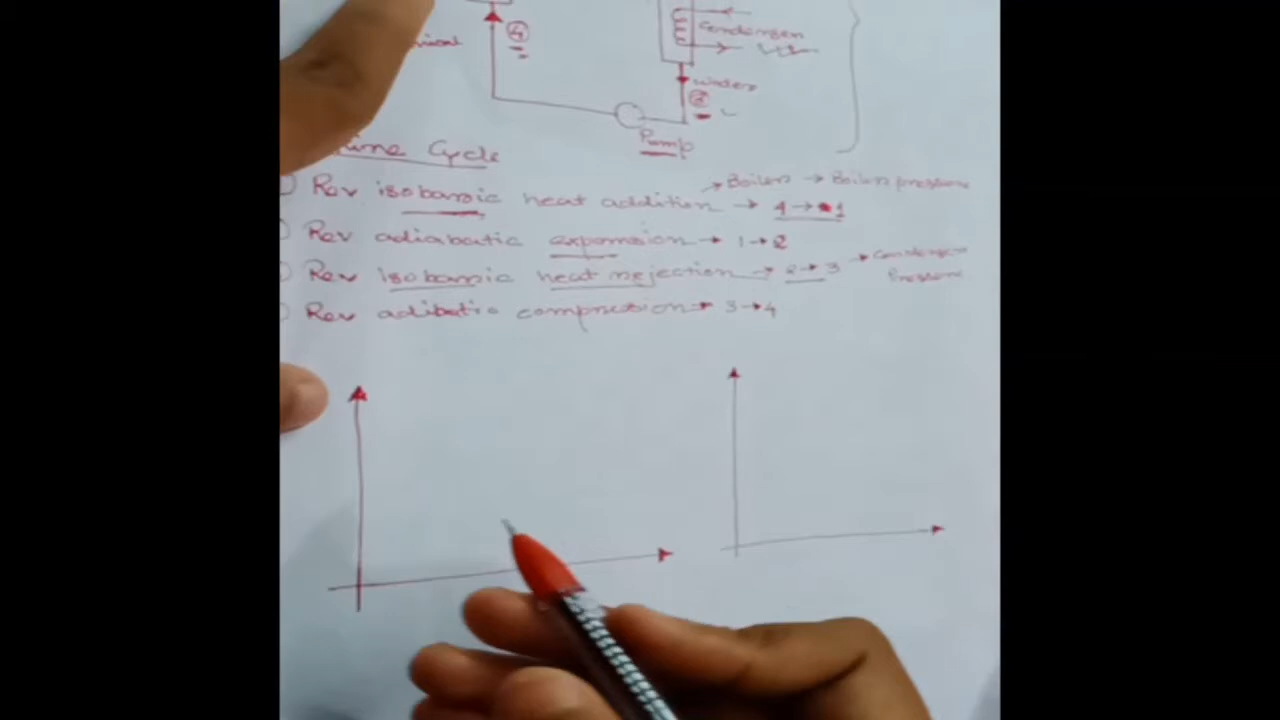 4
Condenser
Water
3
Pump
Cycle
Rev isobaric heat addition → 4 → 1
→ Boiler → Boiler pressure
Rev adiabatic expansion → 1 → 2
Rev isobaric heat rejection → 2 → 3
→ Condenser Pressure
Rev adibatic compression → 3 → 4